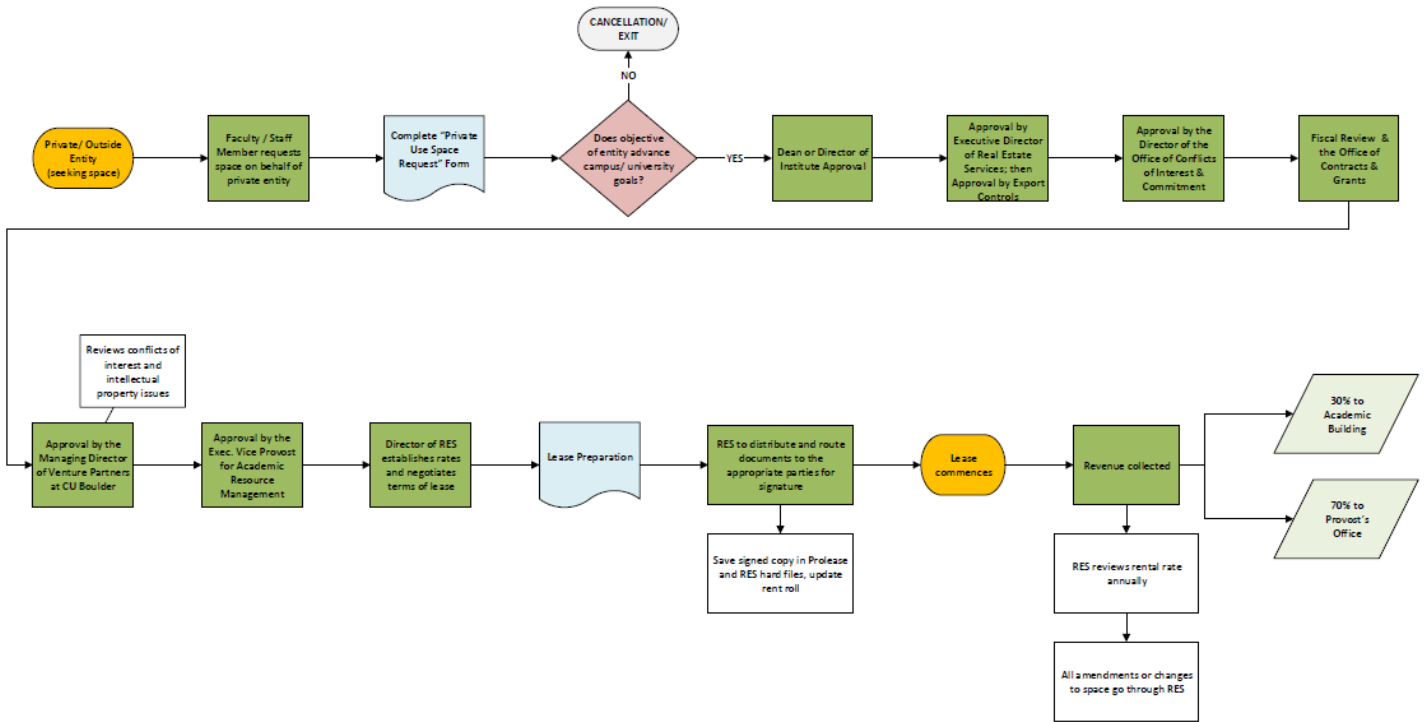 CANCELLATION/
EXIT
NO
Private/ Outside
Entity
(seeking space)
Faculty / Staff
Member requests
space on behalf of
private entity
Complete “Private
Use Space
Request” Form
Does objective
of entity advance
campus/ university
goals?
YES
Dean or Director of
Institute Approval
Approval by
Executive Director
of Real Estate
Services; then
Approval by Export
Controls
Approval by the
Director of the
Office of Conflicts
of Interest &
Commitment
Fiscal Review &
the Office of
Contracts &
Grants
Reviews conflicts of
interest and
intellectual
property issues
Approval by the
Managing Director
of Venture Partners
at CU Boulder
Approval by the
Exec. Vice Provost
for Academic
Resource
Management
Director of RES
establishes rates
and negotiates
terms of lease
Lease Preparation
RES to distribute and route
documents to the
appropriate parties for
signature
Save signed copy in Prolease
and RES hard files, update
rent roll
Lease
commences
Revenue collected
RES reviews rental rate
annually
All amendments or changes
to space go through RES
30% to
Academic
Building
70% to
Provost’s
Office